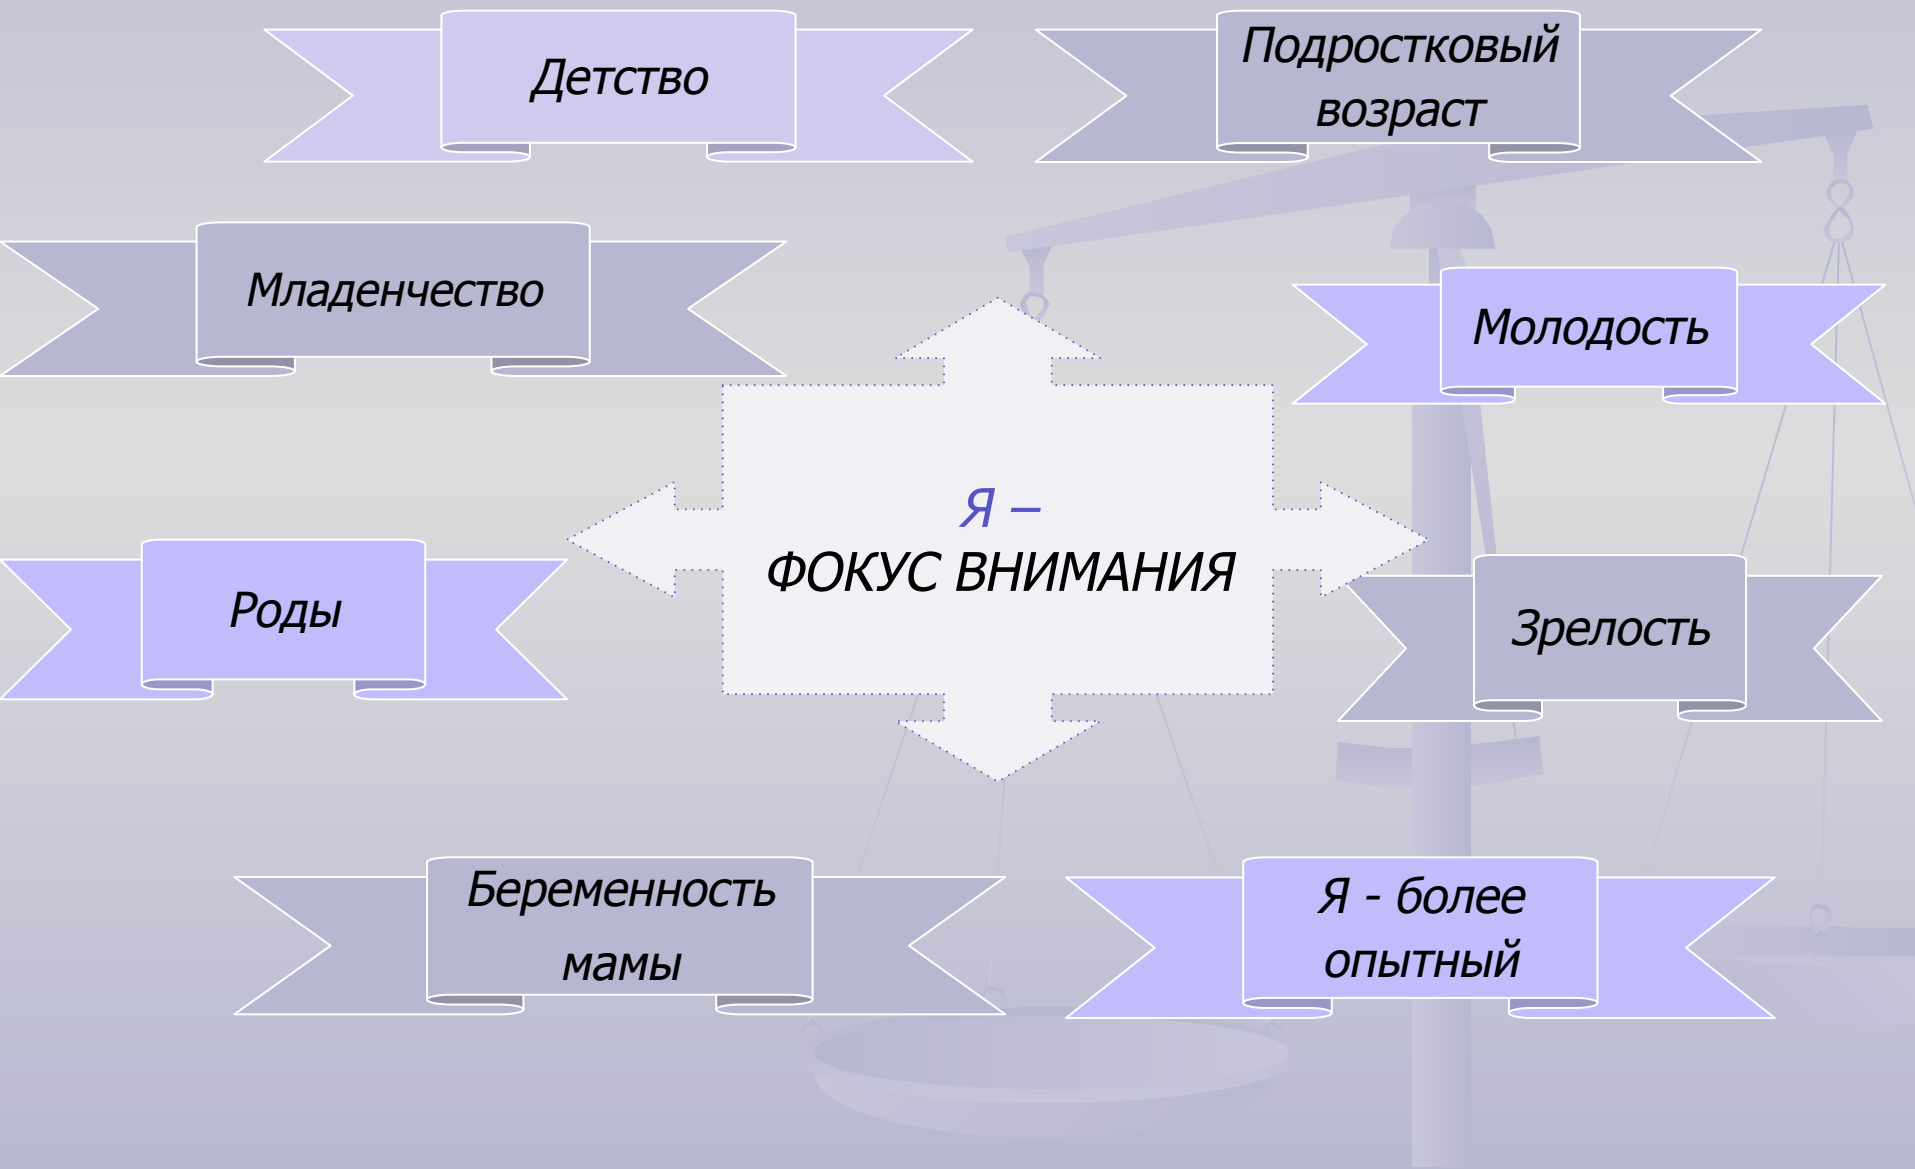 Детство
Подростковый
возраст
Младенчество
Молодость
Я –
ФОКУС ВНИМАНИЯ
Роды
Зрелость
Беременность
мамы
Я - более
опытный